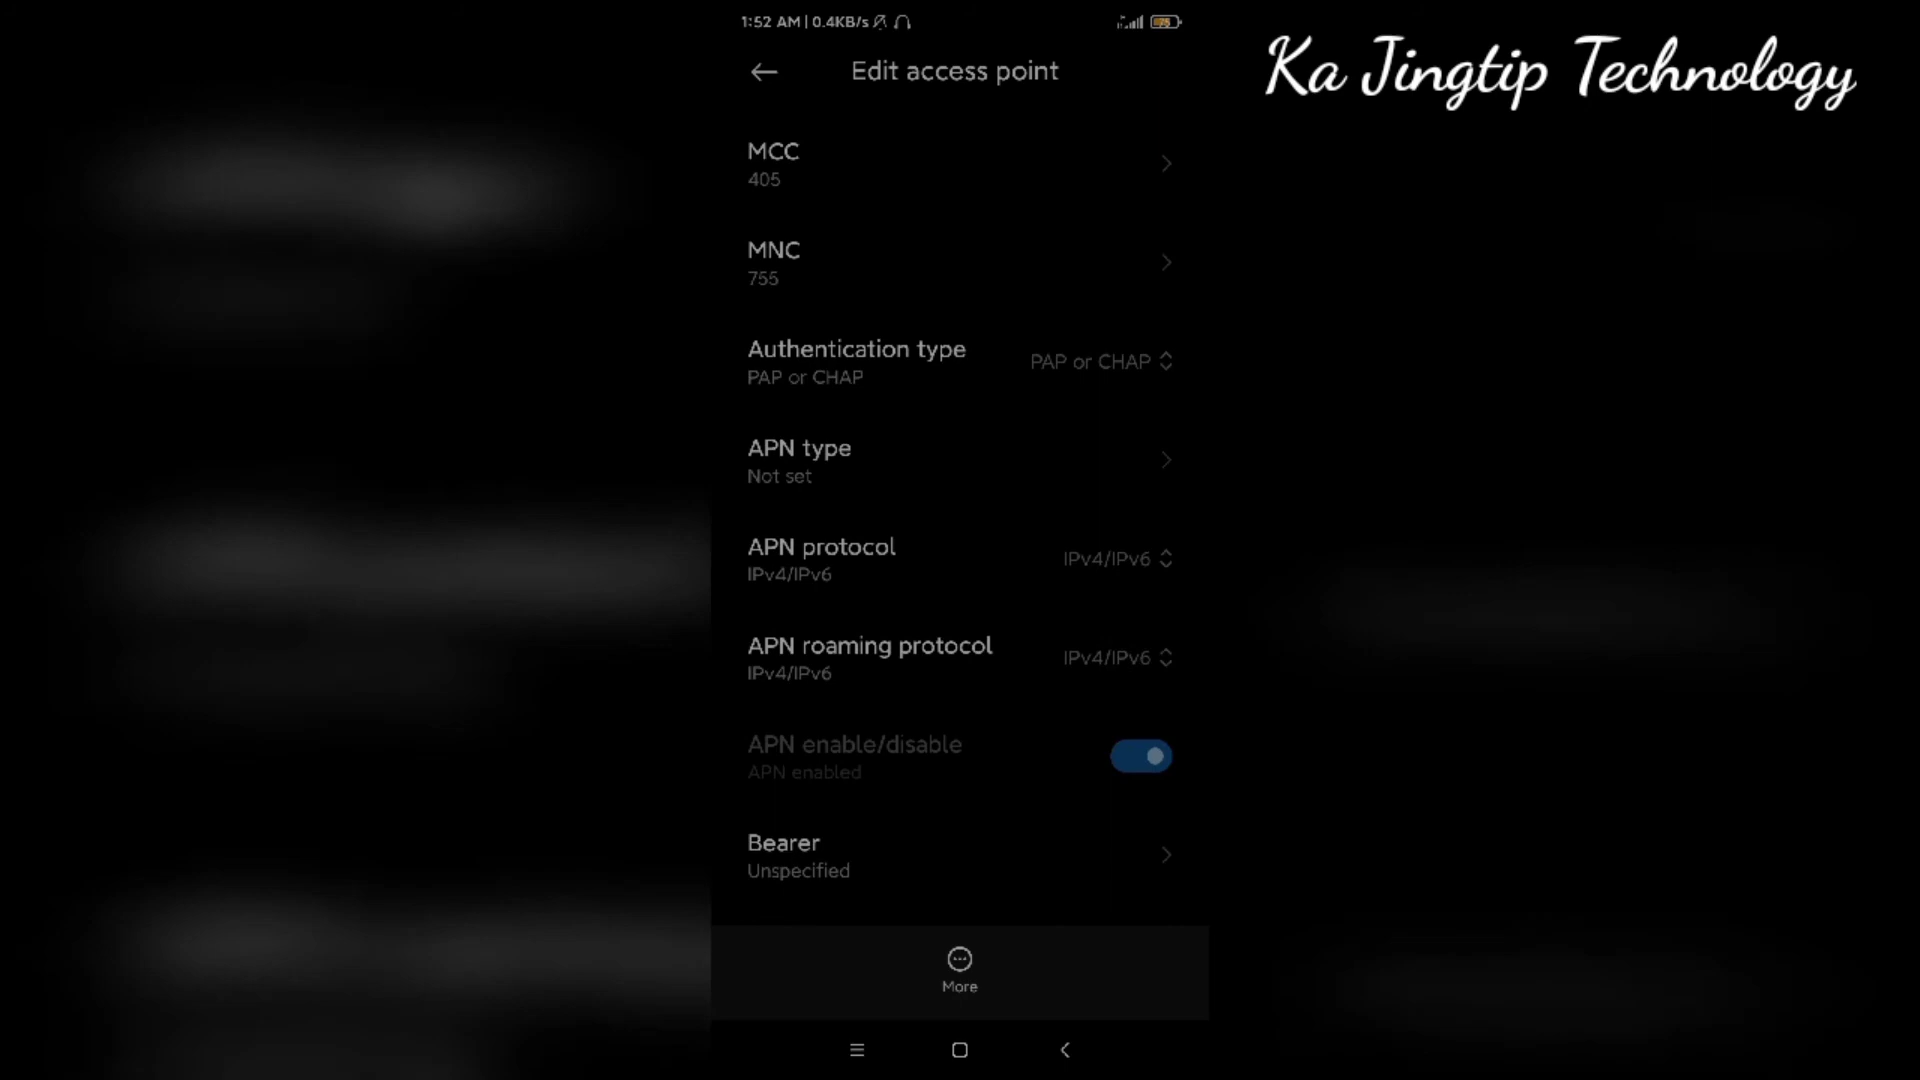 1:52 AM | 0.4KB/s
75
Ka Jingtip Technology
Edit access point
MCC
405
MNC
755
Authentication type
PAP or CHAP
PAP or CHAP
APN type
Not set
APN protocol
IPv4/IPv6
IPv4/IPv6
APN roaming protocol
IPv4/IPv6
IPv4/IPv6
APN enable/disable
APN enabled
Bearer
Unspecified
More